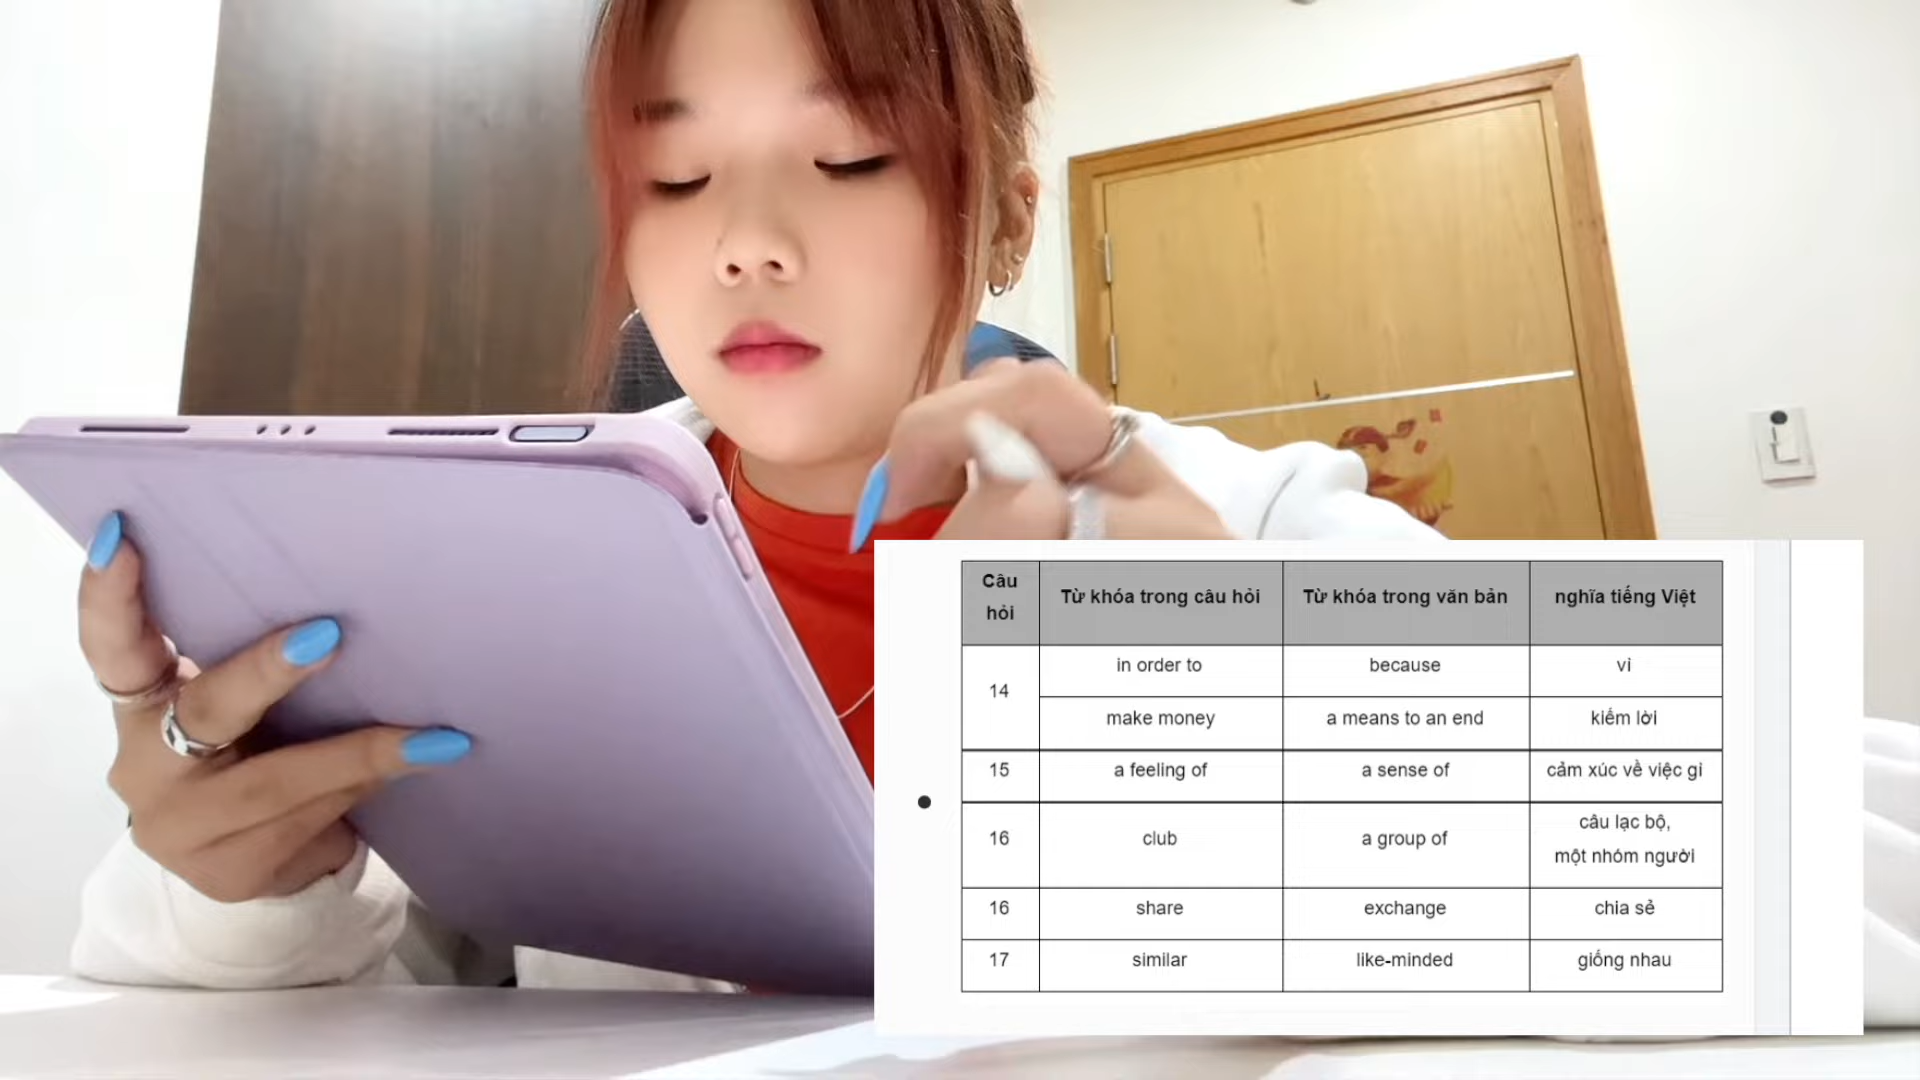 Câu hỏi
Từ khóa trong câu hỏi
Từ khóa trong văn bản
nghĩa tiếng Việt
14
in order to
because
vì
make money
a means to an end
kiếm lời
15
a feeling of
a sense of
cảm xúc về việc gì
16
club
a group of
câu lạc bộ,
một nhóm người
16
share
exchange
chia sẻ
17
similar
like-minded
giống nhau